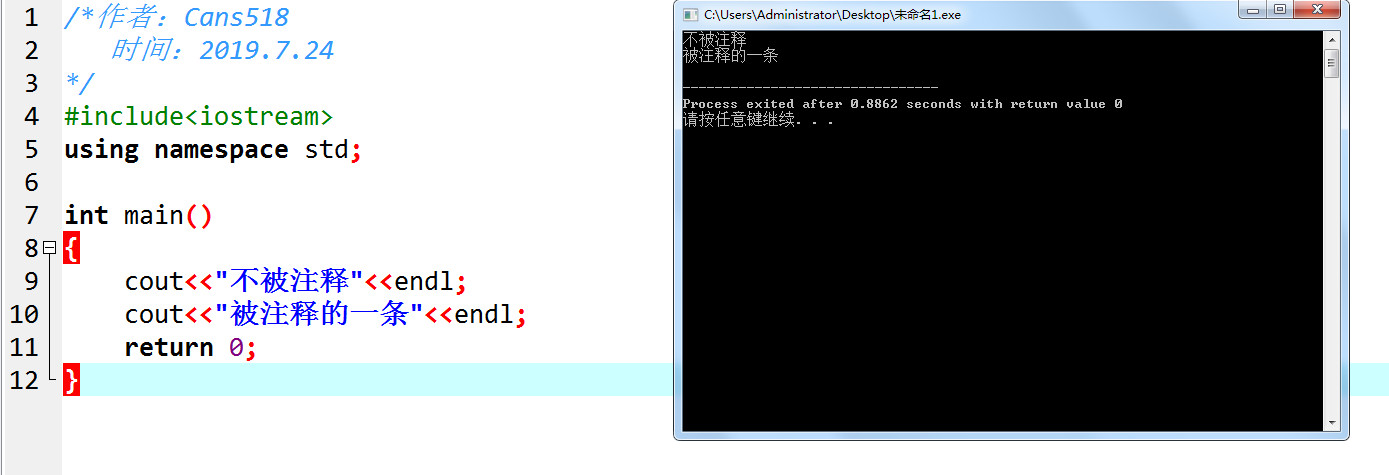 1 /*作者：Cans518
2 时间：2019.7.24
3 */
4 #include<iostream>
5 using namespace std;
6
7 int main()
8 {
9 cout<<"不被注释"<<endl;
10 cout<<"被注释的一条"<<endl;
11 return 0;
12 }
C:\Users\Administrator\Desktop\未命名1.exe
不被注释
被注释的一条
--------------------------------
Process exited after 0.8862 seconds with return value 0
请按任意键继续. . .